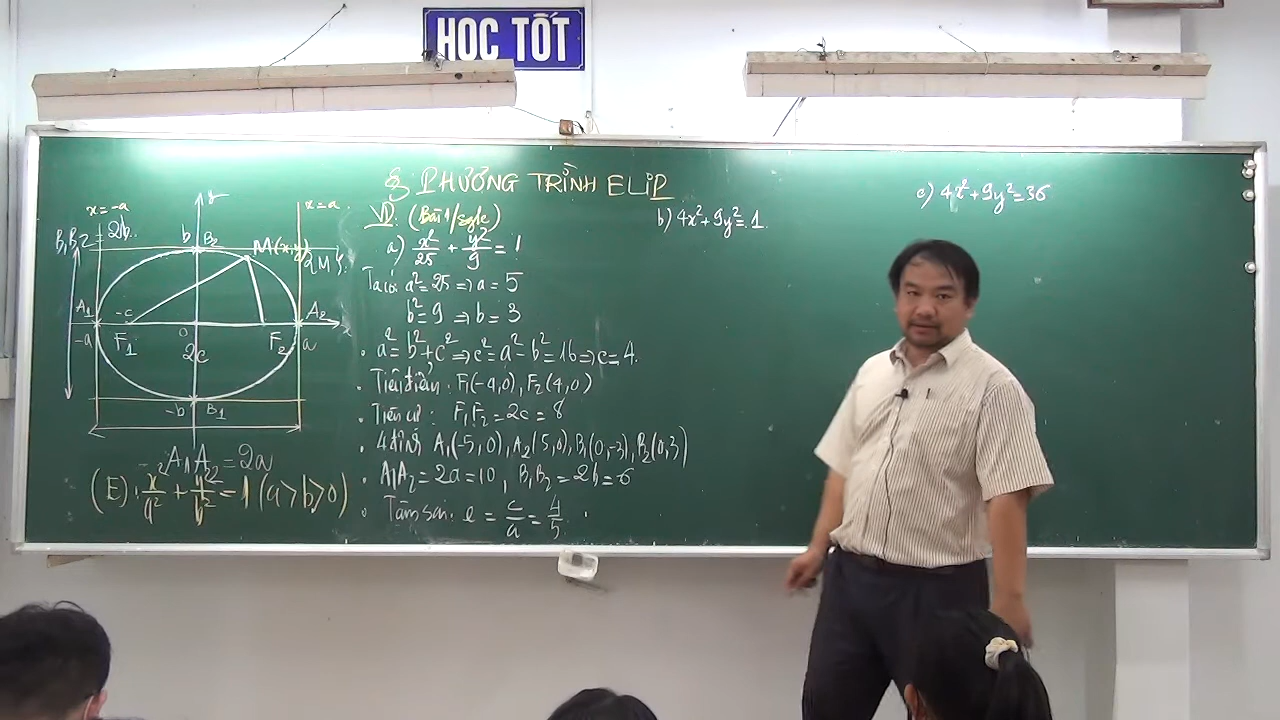 HỌC TỐT
§ PHƯƠNG TRÌNH ELIP
x=-a
y
x=a
B₁B₂ = 2b
b
B₂
M(x,y)
A₁
-c
O
A₂
x
-a
F₁
2c
F₂
a
-b
B₁
A₁A₂ = 2a
(E): x²/a² + y²/b² = 1 (a>b>0)
VD: (Bài 1/sgk)
a) x²/25 + y²/9 = 1
Ta có a² = 25 => a = 5
b² = 9 => b = 3
. a² = b² + c² => c² = a² - b² = 16 => c = 4.
. Tiêu điểm: F₁(-4,0), F₂(4,0)
. Tiêu cự: F₁F₂ = 2c = 8
. 4 đỉnh A₁(-5,0), A₂(5,0), B₁(0,-3), B₂(0,3)
. A₁A₂ = 2a = 10, B₁B₂ = 2b = 6
. Tâm sai: e = c/a = 4/5.
b) 4x² + 9y² = 1.
c) 4x² + 9y² = 36